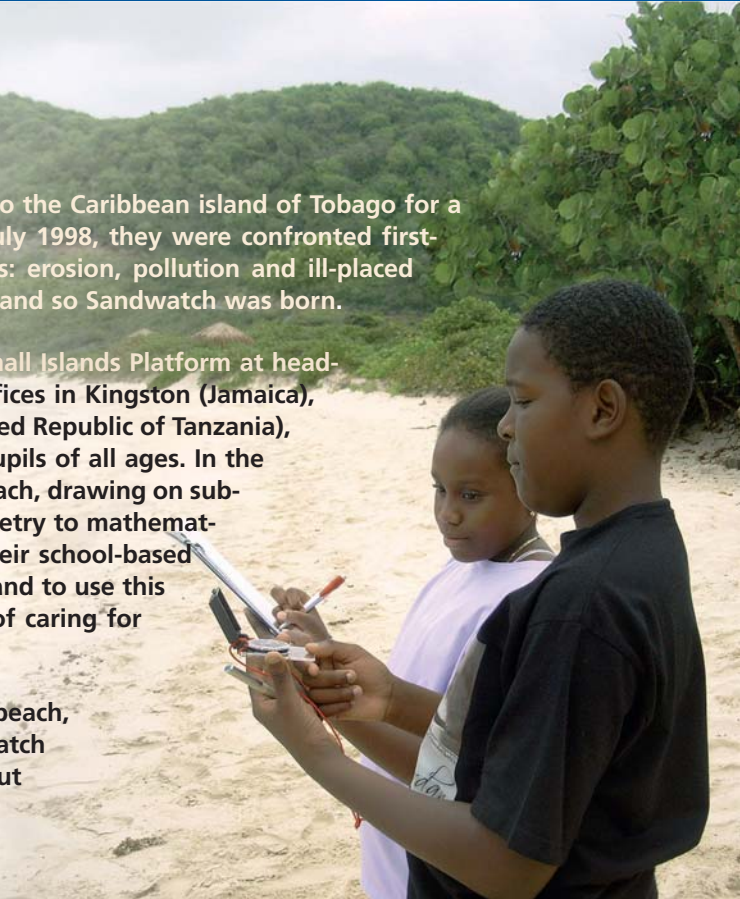 o the Caribbean island of Tobago for a
uly 1998, they were confronted first-
s: erosion, pollution and ill-placed
and so Sandwatch was born.
mall Islands Platform at head-
fices in Kingston (Jamaica),
ed Republic of Tanzania),
upils of all ages. In the
ach, drawing on sub-
etry to mathemat-
eir school-based
and to use this
of caring for
beach,
atch
ut